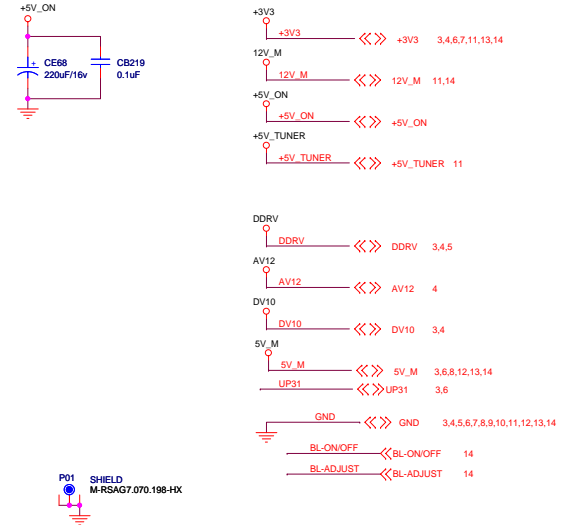 +5V_ON
+ CE68
220uF/16v
CB219
0.1uF
+3V3
+3V3
+3V3 3,4,6,7,11,13,14
12V_M
12V_M
12V_M 11,14
+5V_ON
+5V_ON
+5V_ON
+5V_TUNER
+5V_TUNER
+5V_TUNER 11
DDRV
DDRV
DDRV 3,4,5
AV12
AV12
AV12 4
DV10
DV10
DV10 3,4
5V_M
5V_M
5V_M 3,6,8,12,13,14
UP31
UP31 3,6
GND
GND 3,4,5,6,7,8,9,10,11,12,13,14
BL-ON/OFF
BL-ON/OFF 14
BL-ADJUST
BL-ADJUST 14
P01
SHIELD
M-RSAG7.070.198-HX